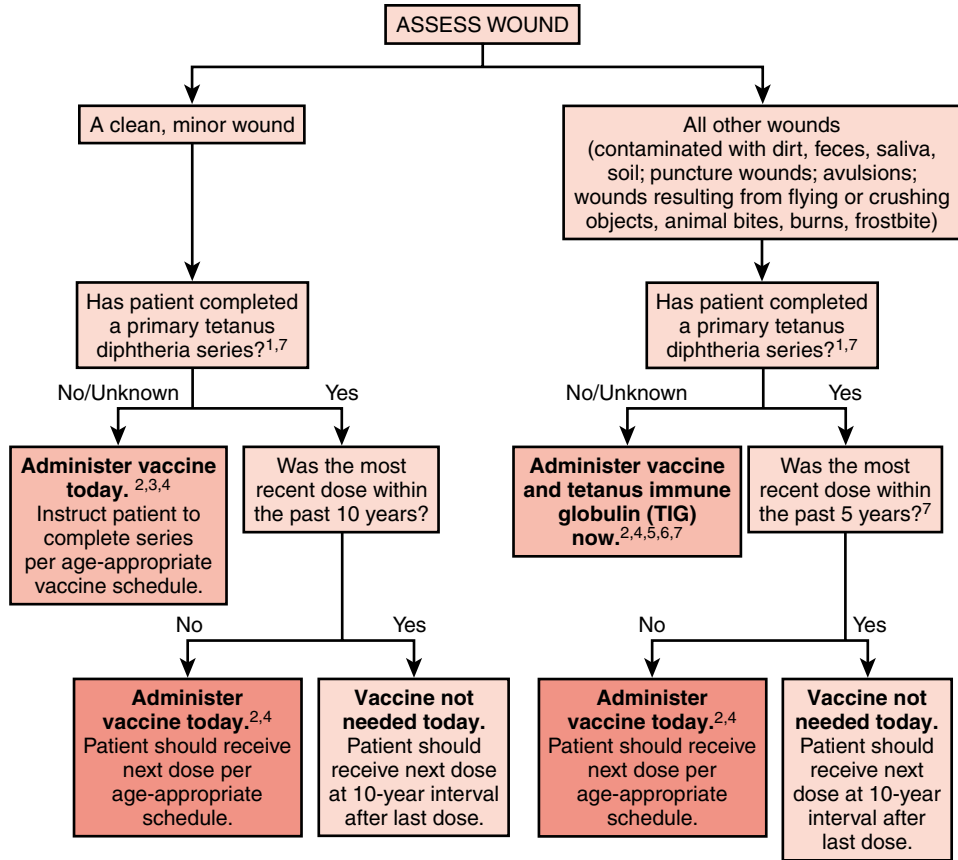 ASSESS WOUND
A clean, minor wound
All other wounds
(contaminated with dirt, feces, saliva,
soil; puncture wounds; avulsions;
wounds resulting from flying or crushing
objects, animal bites, burns, frostbite)
Has patient completed
a primary tetanus
diphtheria series?1,7
Has patient completed
a primary tetanus
diphtheria series?1,7
No/Unknown
Yes
No/Unknown
Yes
Administer vaccine
today. 2,3,4
Instruct patient to
complete series
per age-appropriate
vaccine schedule.
Was the most
recent dose within
the past 10 years?
Administer vaccine
and tetanus immune
globulin (TIG)
now.2,4,5,6,7
Was the most
recent dose within
the past 5 years?7
No
Yes
No
Yes
Administer
vaccine today.2,4
Patient should receive
next dose per
age-appropriate
schedule.
Vaccine not
needed today.
Patient should
receive next dose
at 10-year interval
after last dose.
Administer
vaccine today.2,4
Patient should receive
next dose per
age-appropriate
schedule.
Vaccine not
needed today.
Patient should
receive next
dose at 10-year
interval after
last dose.